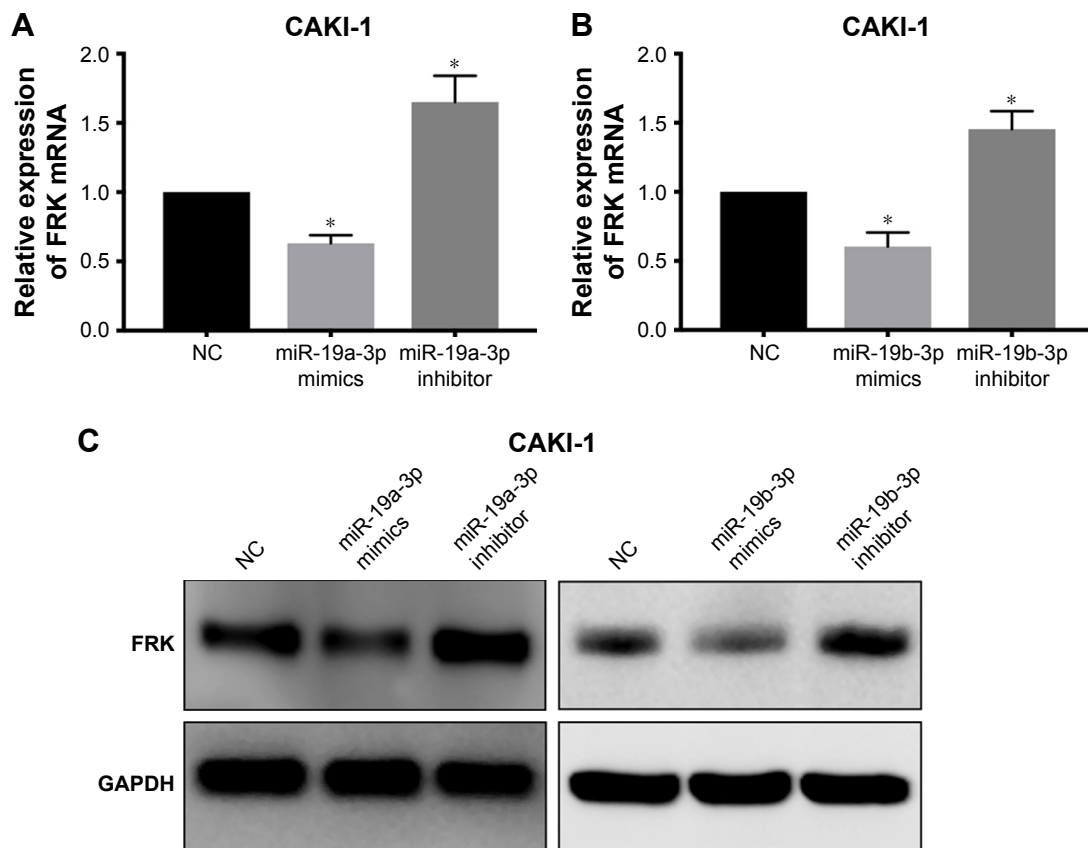 A
CAKI-1
Relative expression
of FRK mRNA
2.0
1.5
1.0
0.5
0.0
*
*
NC
miR-19a-3p
mimics
miR-19a-3p
inhibitor
B
CAKI-1
Relative expression
of FRK mRNA
2.0
1.5
1.0
0.5
0.0
*
*
NC
miR-19b-3p
mimics
miR-19b-3p
inhibitor
C
CAKI-1
NC
miR-19a-3p
mimics
miR-19a-3p
inhibitor
NC
miR-19b-3p
mimics
miR-19b-3p
inhibitor
FRK
GAPDH